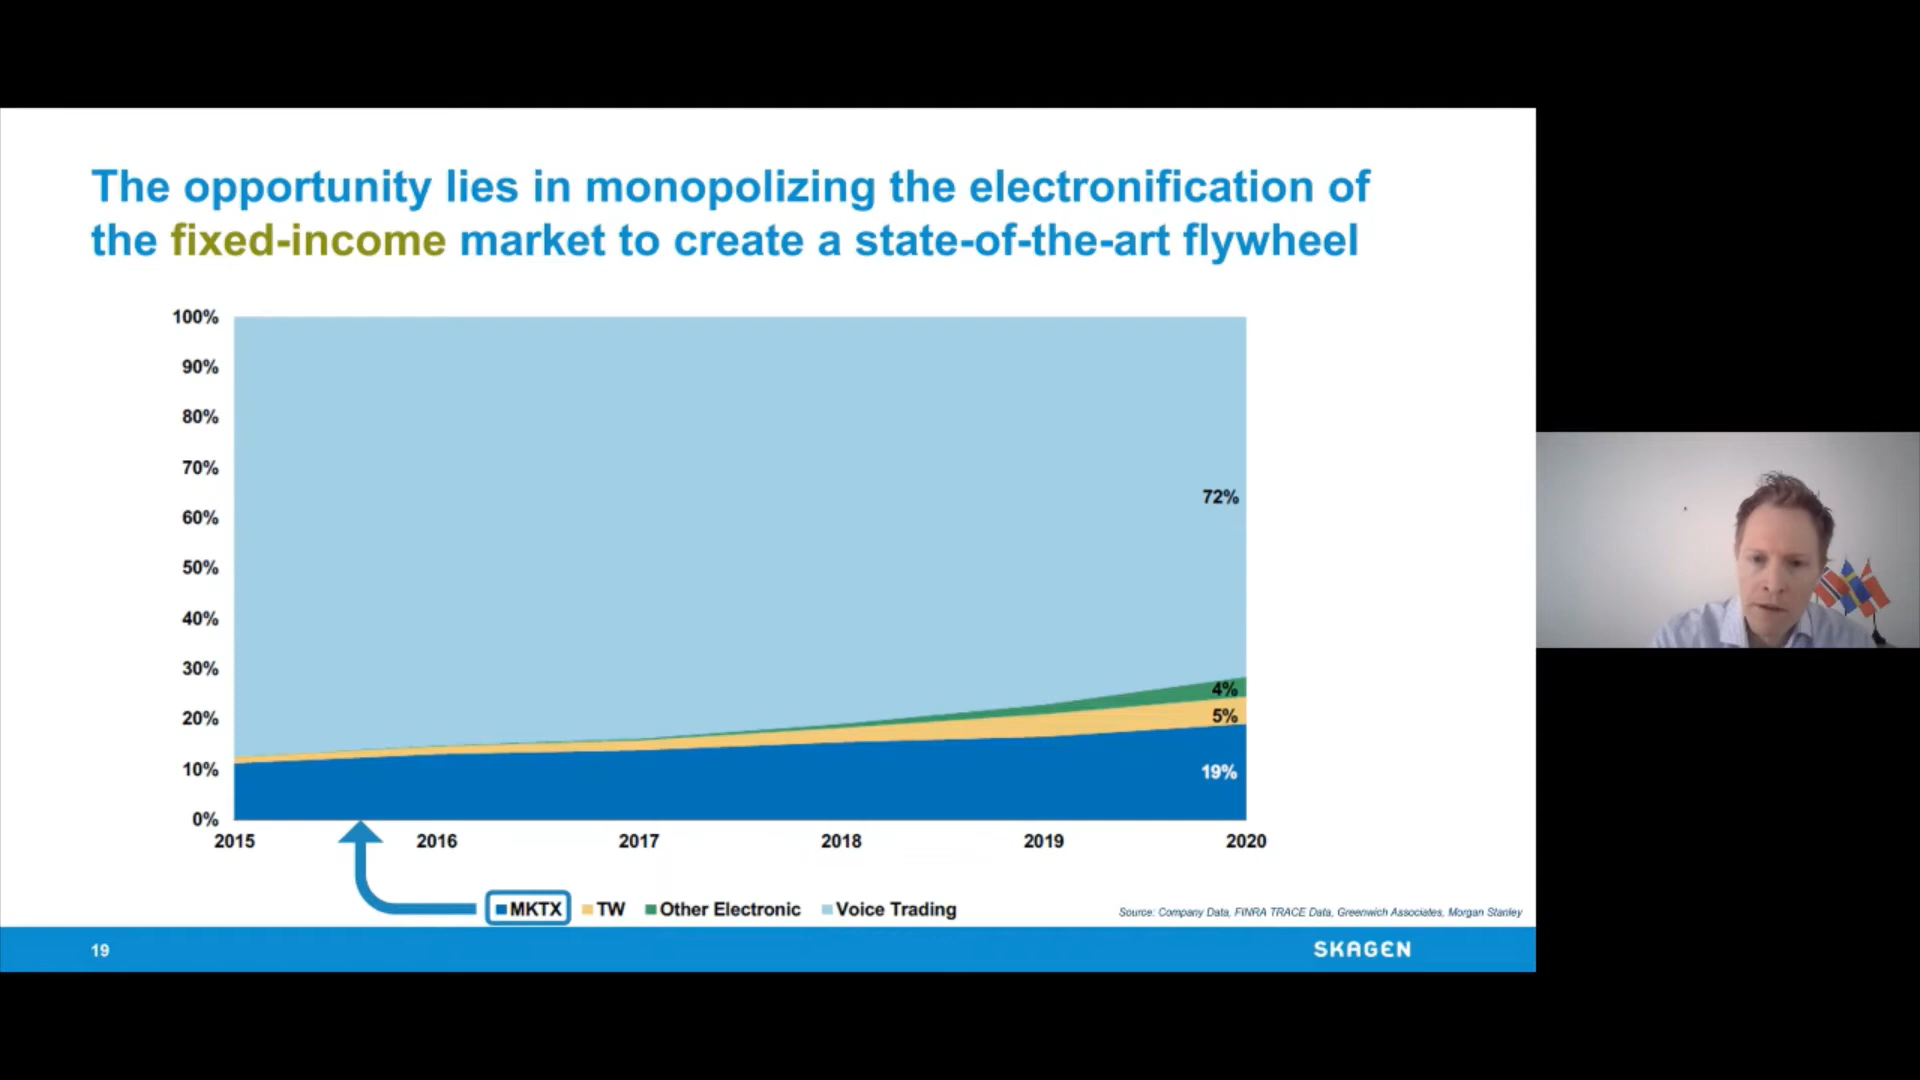 The opportunity lies in monopolizing the electronification of
the fixed-income market to create a state-of-the-art flywheel
100%
90%
80%
70%
60%
50%
40%
30%
20%
10%
0%
72%
4%
5%
19%
2015
2016
2017
2018
2019
2020
MKTX
TW
Other Electronic
Voice Trading
Source: Company Data, FINRA TRACE Data, Greenwich Associates, Morgan Stanley
19
SKAGEN